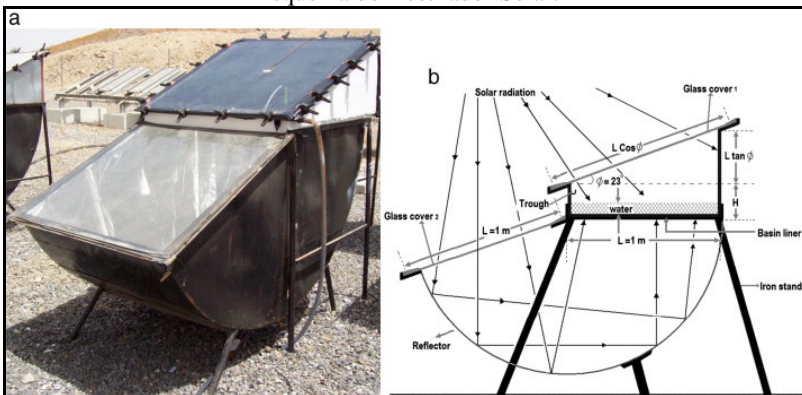 a
b
Glass cover 1
Solar radiation
L Cosϕ
L tan ϕ
ϕ= 23
H
Trough
water
Glass cover 2
L =1 m
Basin liner
L =1 m
Iron stand
Reflector